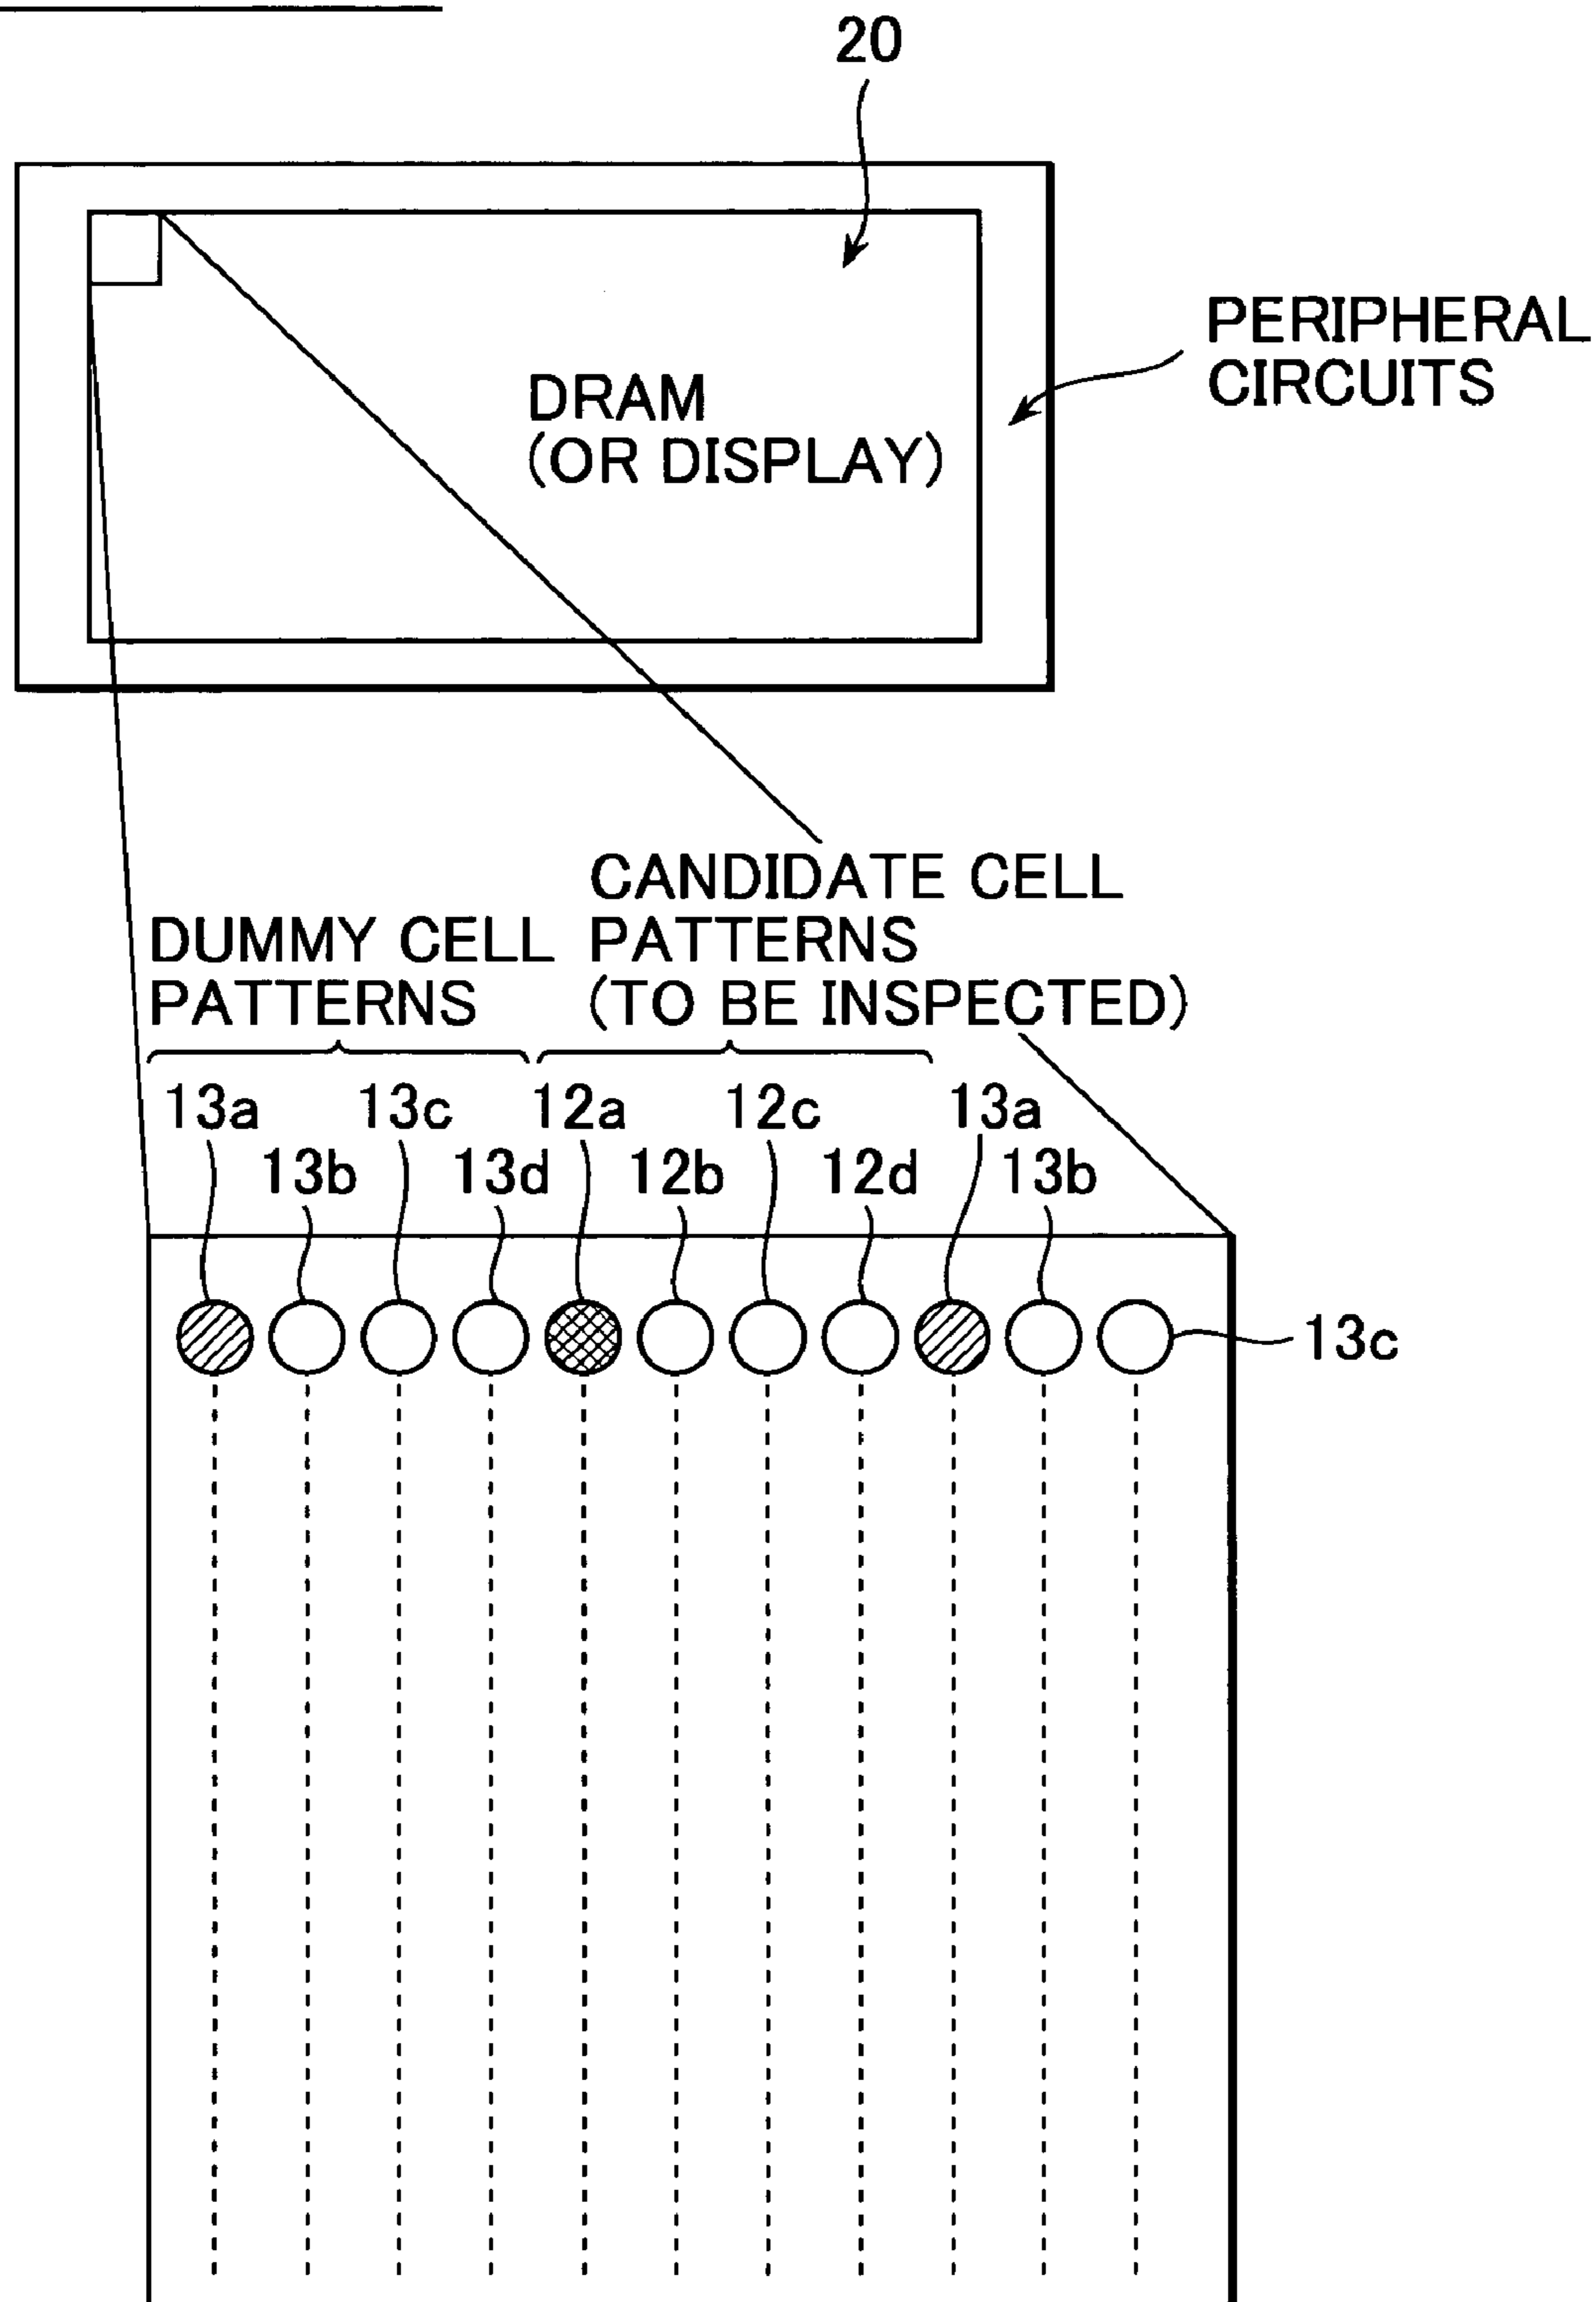 20
PERIPHERAL
CIRCUITS
DRAM
(OR DISPLAY)
CANDIDATE CELL
PATTERNS
(TO BE INSPECTED)
DUMMY CELL
PATTERNS
13a 13c 12a 12c 13a
13b 13d 12b 12d 13b
13c